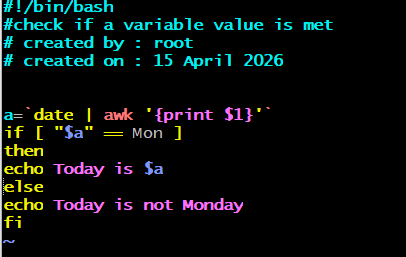 #!/bin/bash
#check if a variable value is met
# created by : root
# created on : 15 April 2026
a=`date | awk '{print $1}'`
if [ "$a" == Mon ]
then
echo Today is $a
else
echo Today is not Monday
fi
~